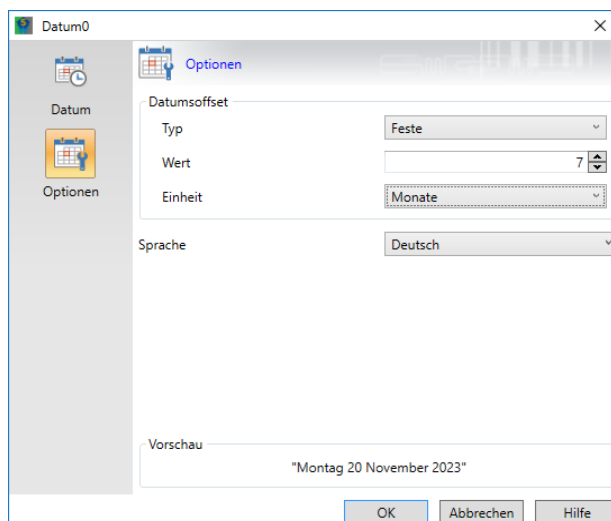 Datum0
Optionen
Datum
Optionen
Datumsoffset
Typ Feste
Wert 7
Einheit Monate
Sprache Deutsch
Vorschau
"Montag 20 November 2023"
OK Abbrechen Hilfe